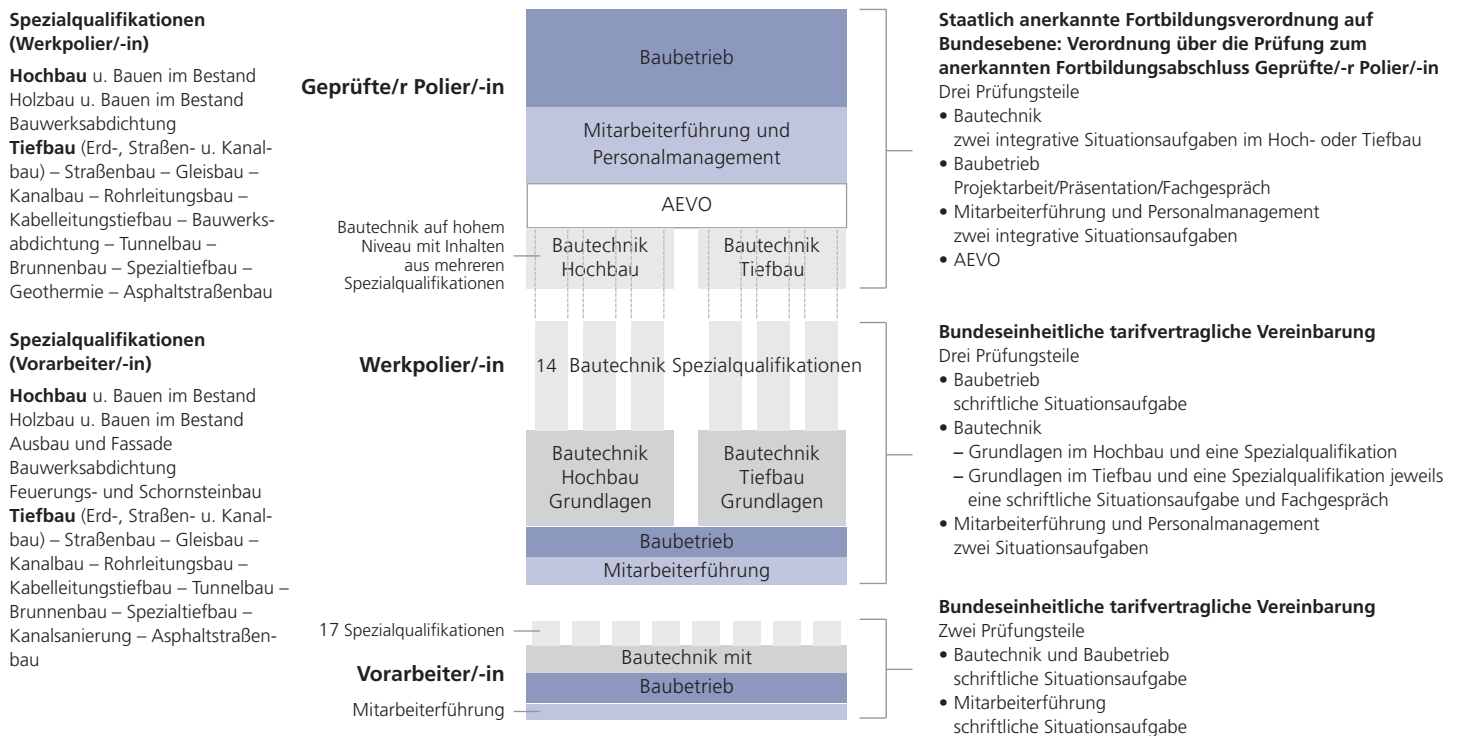 Spezialqualifikationen
(Werkpolier/-in)
Hochbau u. Bauen im Bestand
Holzbau u. Bauen im Bestand
Bauwerksabdichtung
Tiefbau (Erd-, Straßen- u. Kanal-
bau) – Straßenbau – Gleisbau –
Kanalbau – Rohrleitungsbau –
Kabelleitungstiefbau – Bauwerks-
abdichtung – Tunnelbau –
Brunnenbau – Spezialtiefbau –
Geothermie – Asphaltstraßenbau
Spezialqualifikationen
(Vorarbeiter/-in)
Hochbau u. Bauen im Bestand
Holzbau u. Bauen im Bestand
Ausbau und Fassade
Bauwerksabdichtung
Feuerungs- und Schornsteinbau
Tiefbau (Erd-, Straßen- u. Kanal-
bau) – Straßenbau – Gleisbau –
Kanalbau – Rohrleitungsbau –
Kabelleitungstiefbau – Tunnelbau –
Brunnenbau – Spezialtiefbau –
Kanalsanierung – Asphaltstraßen-
bau
Geprüfte/r Polier/-in
Baubetrieb
Mitarbeiterführung und
Personalmanagement
AEVO
Bautechnik auf hohem
Niveau mit Inhalten
aus mehreren
Spezialqualifikationen
Bautechnik
Hochbau
Bautechnik
Tiefbau
Werkpolier/-in
14 Bautechnik Spezialqualifikationen
Bautechnik
Hochbau
Grundlagen
Bautechnik
Tiefbau
Grundlagen
Baubetrieb
Mitarbeiterführung
17 Spezialqualifikationen
Vorarbeiter/-in
Bautechnik mit
Baubetrieb
Mitarbeiterführung
Staatlich anerkannte Fortbildungsverordnung auf
Bundesebene: Verordnung über die Prüfung zum
anerkannten Fortbildungsabschluss Geprüfte/-r Polier/-in
Drei Prüfungsteile
• Bautechnik
zwei integrative Situationsaufgaben im Hoch- oder Tiefbau
• Baubetrieb
Projektarbeit/Präsentation/Fachgespräch
• Mitarbeiterführung und Personalmanagement
zwei integrative Situationsaufgaben
• AEVO
Bundeseinheitliche tarifvertragliche Vereinbarung
Drei Prüfungsteile
• Baubetrieb
schriftliche Situationsaufgabe
• Bautechnik
– Grundlagen im Hochbau und eine Spezialqualifikation
– Grundlagen im Tiefbau und eine Spezialqualifikation jeweils
eine schriftliche Situationsaufgabe und Fachgespräch
• Mitarbeiterführung und Personalmanagement
zwei Situationsaufgaben
Bundeseinheitliche tarifvertragliche Vereinbarung
Zwei Prüfungsteile
• Bautechnik und Baubetrieb
schriftliche Situationsaufgabe
• Mitarbeiterführung
schriftliche Situationsaufgabe